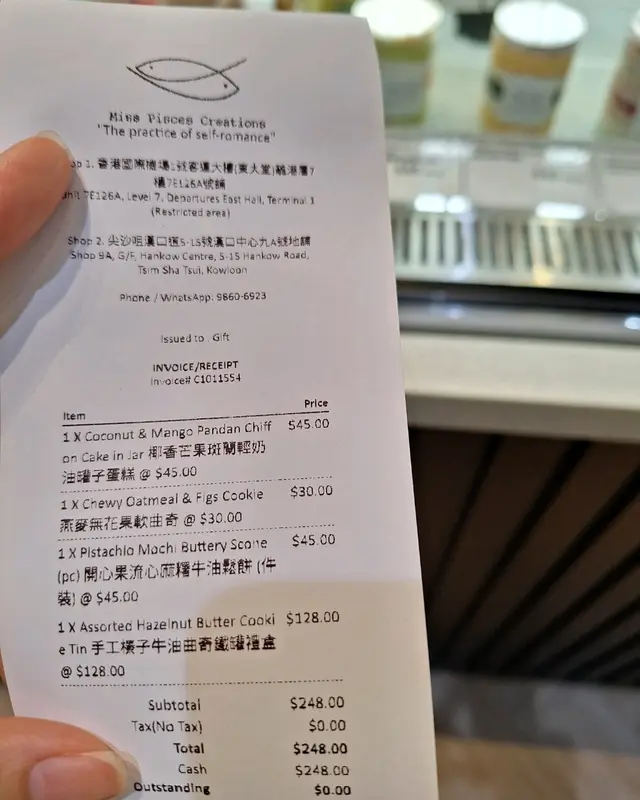 Miss Pisces Creations
"The practice of self-romance"
1. 香港國際機場1號客運大樓(東大堂)離港層7
樓7E126A號舖
Unit 7E126A, Level 7, Departures East Hall, Terminal 1
(Restricted area)
Shop 2. 尖沙咀漢口道5-15號漢口中心九A號地舖
Shop 9A, G/F, Hankow Centre, 5-15 Hankow Road,
Tsim Sha Tsui, Kowloon
Phone / WhatsApp: 9860-6923
Issued to : Gift
INVOICE/RECEIPT
Invoice# C1011554
Item Price
1 X Coconut & Mango Pandan Chiff $45.00
on Cake in Jar 椰香芒果斑蘭輕奶
油罐子蛋糕 @ $45.00
1 X Chewy Oatmeal & Figs Cookie $30.00
燕麥無花果軟曲奇 @ $30.00
1 X Pistachio Mochi Buttery Scone $45.00
(pc) 開心果流心麻糬牛油鬆餅 (件
裝) @ $45.00
1 X Assorted Hazelnut Butter Cooki $128.00
e Tin 手工榛子牛油曲奇鐵罐禮盒
@ $128.00
Subtotal $248.00
Tax(No Tax) $0.00
Total $248.00
Cash $248.00
Outstanding $0.00